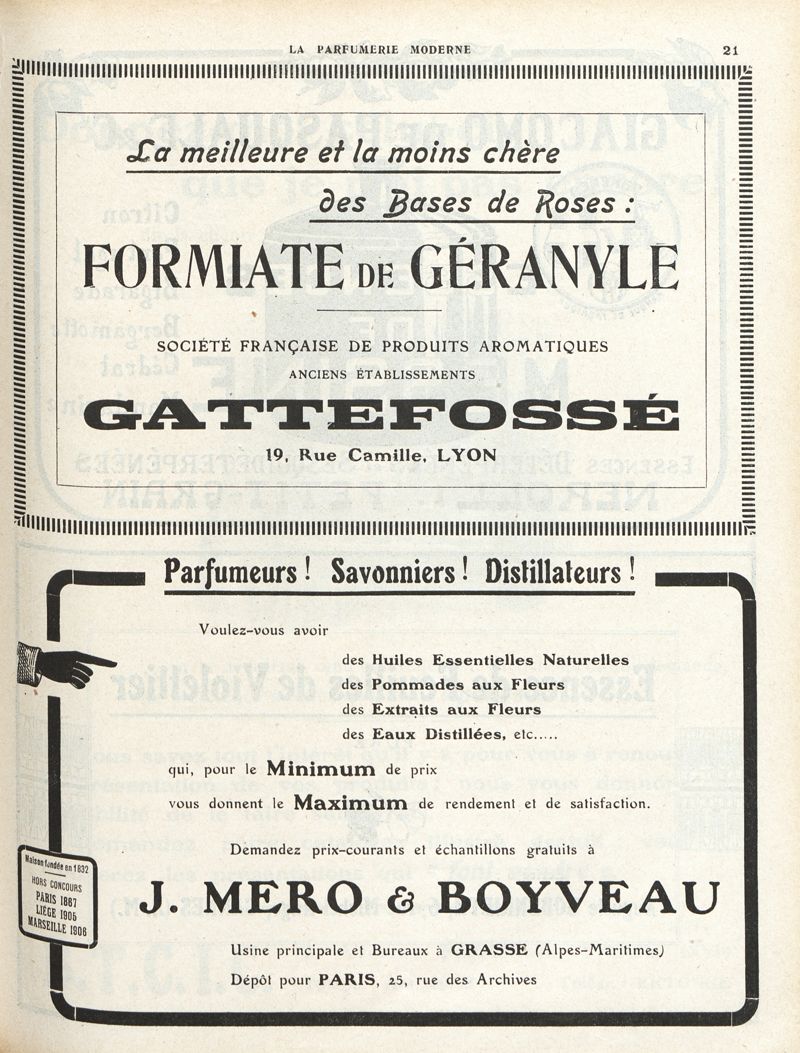 LA PARFUMERIE MODERNE
21
La meilleure et la moins chère
des Bases de Roses :
FORMIATE DE GÉRANYLE
SOCIÉTÉ FRANÇAISE DE PRODUITS AROMATIQUES
ANCIENS ÉTABLISSEMENTS
GATTEFOSSÉ
19, Rue Camille, LYON
Parfumeurs ! Savonniers ! Distillateurs !
Voulez-vous avoir
des Huiles Essentielles Naturelles
des Pommades aux Fleurs
des Extraits aux Fleurs
des Eaux Distillées, etc.....
qui, pour le Minimum de prix
vous donnent le Maximum de rendement et de satisfaction.
Demandez prix-courants et échantillons gratuits à
Maison fondée en 1832
HORS CONCOURS
PARIS 1867
LIÈGE 1905
MARSEILLE 1906
J. MERO & BOYVEAU
Usine principale et Bureaux à GRASSE (Alpes-Maritimes)
Dépôt pour PARIS, 25, rue des Archives